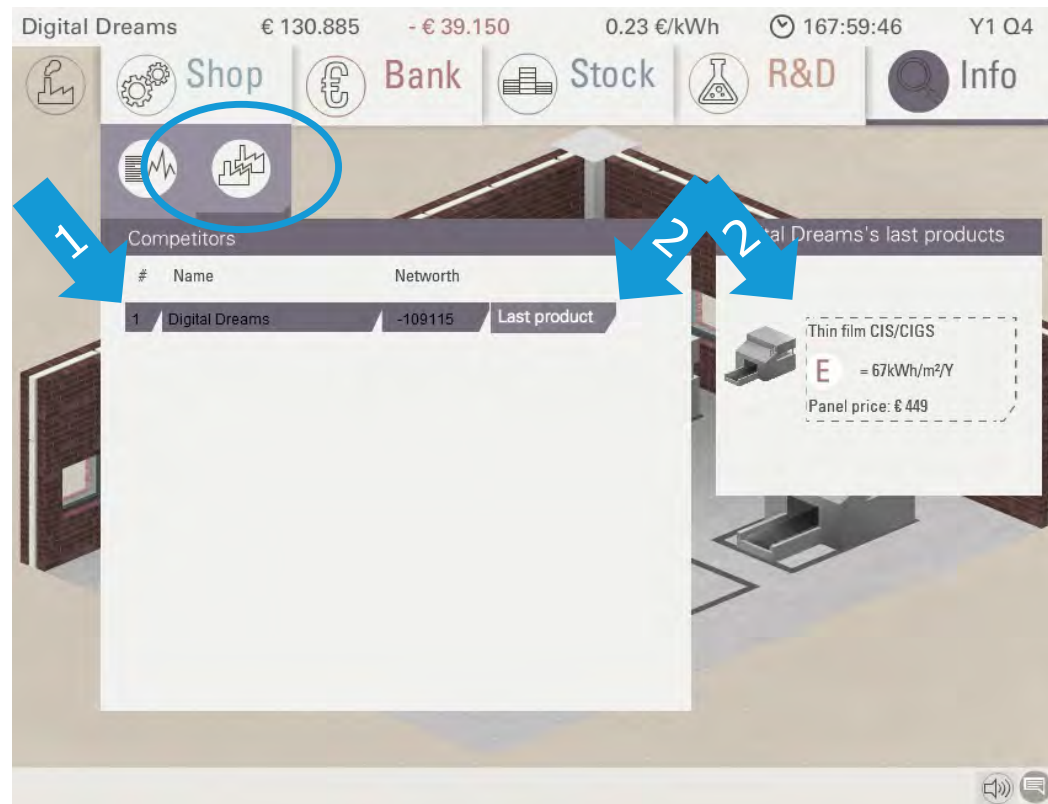 Digital Dreams € 130.885 - € 39.150 0.23 €/kWh 167:59:46 Y1 Q4
Shop Bank Stock R&D Info
1 2 2
Competitors
tal Dreams's last products
# Name Networth
1 Digital Dreams -109115 Last product
Thin film CIS/CIGS
E = 67kWh/m²/Y
Panel price: € 449